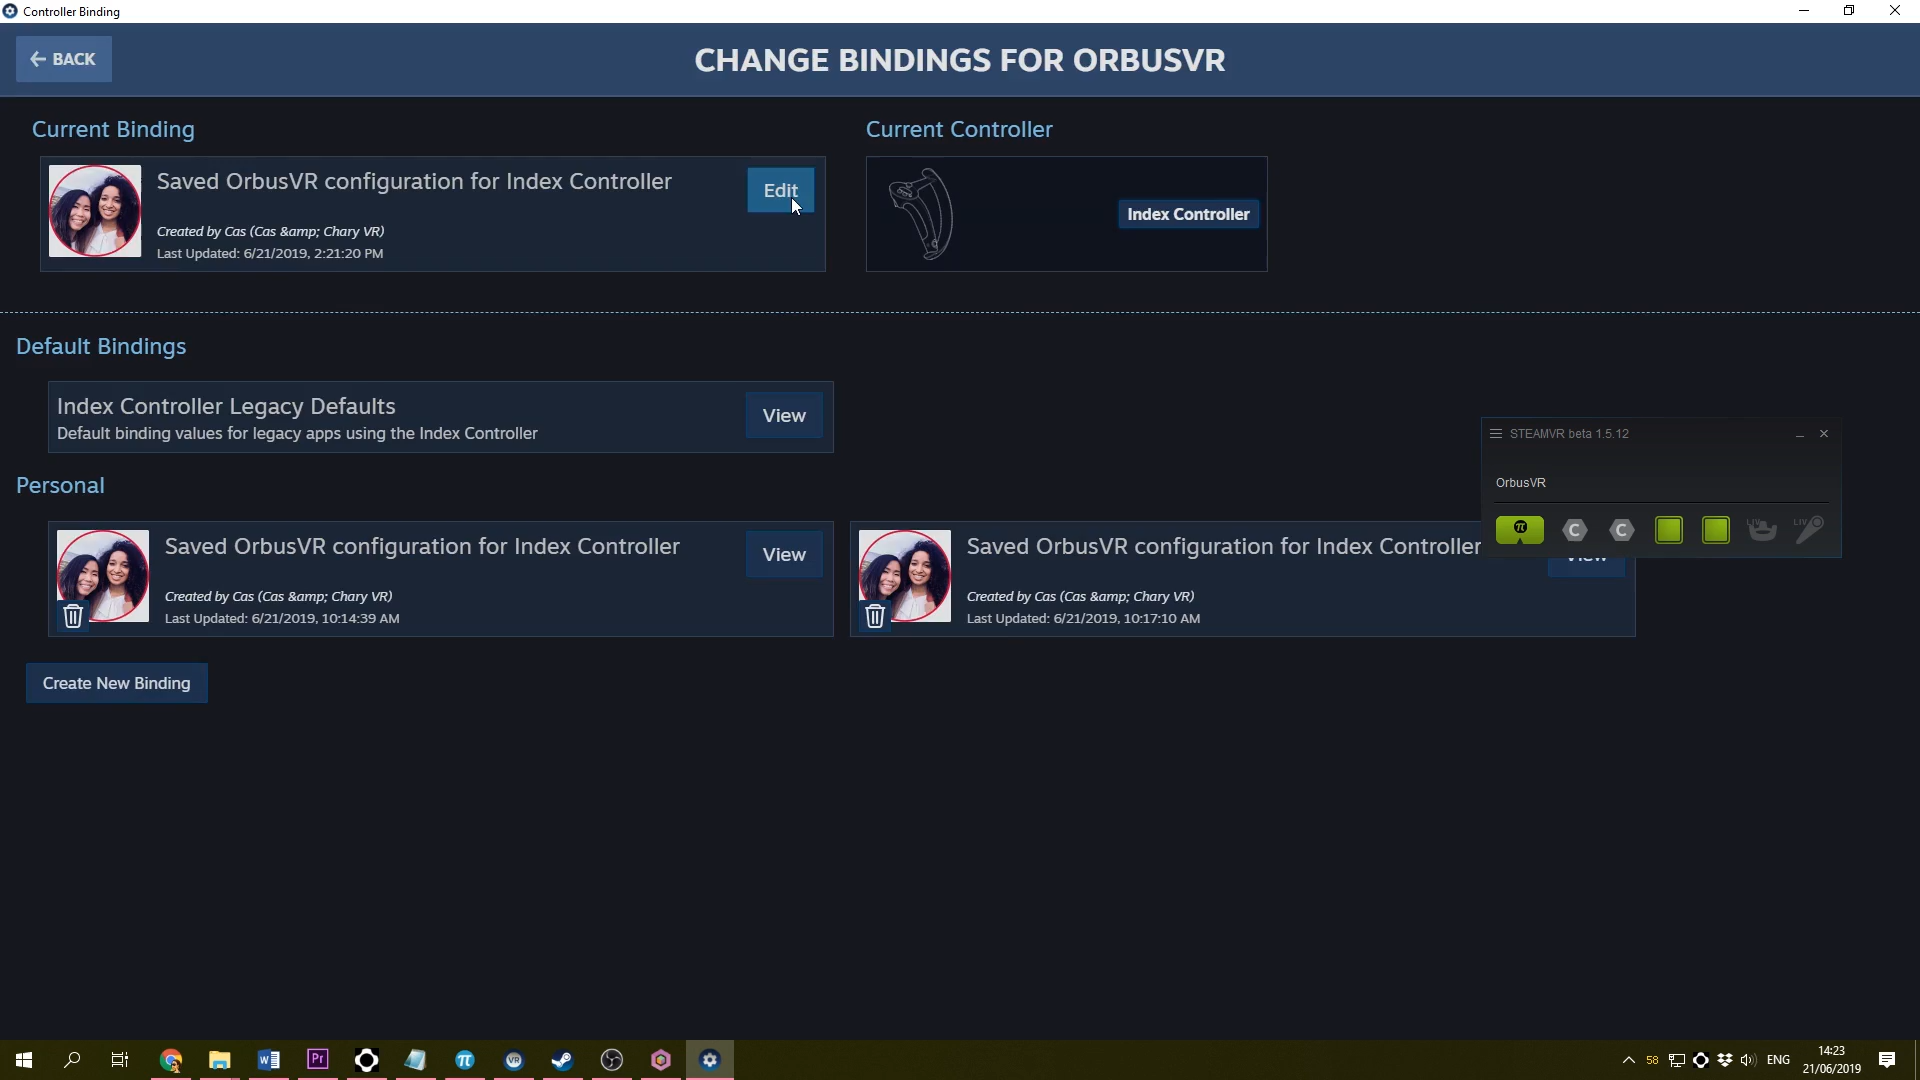 Controller Binding
← BACK
CHANGE BINDINGS FOR ORBUSVR
Current Binding
Current Controller
Saved OrbusVR configuration for Index Controller
Edit
Created by Cas (Cas &amp; Chary VR)
Last Updated: 6/21/2019, 2:21:20 PM
Index Controller
Default Bindings
Index Controller Legacy Defaults
Default binding values for legacy apps using the Index Controller
View
STEAMVR beta 1.5.12
OrbusVR
Personal
Saved OrbusVR configuration for Index Controller
View
Created by Cas (Cas &amp; Chary VR)
Last Updated: 6/21/2019, 10:14:39 AM
Saved OrbusVR configuration for Index Controller
View
Created by Cas (Cas &amp; Chary VR)
Last Updated: 6/21/2019, 10:17:10 AM
π
C
C
LIV
LIV
Create New Binding
W
Pr
π
VR
58
ENG
14:23
21/06/2019